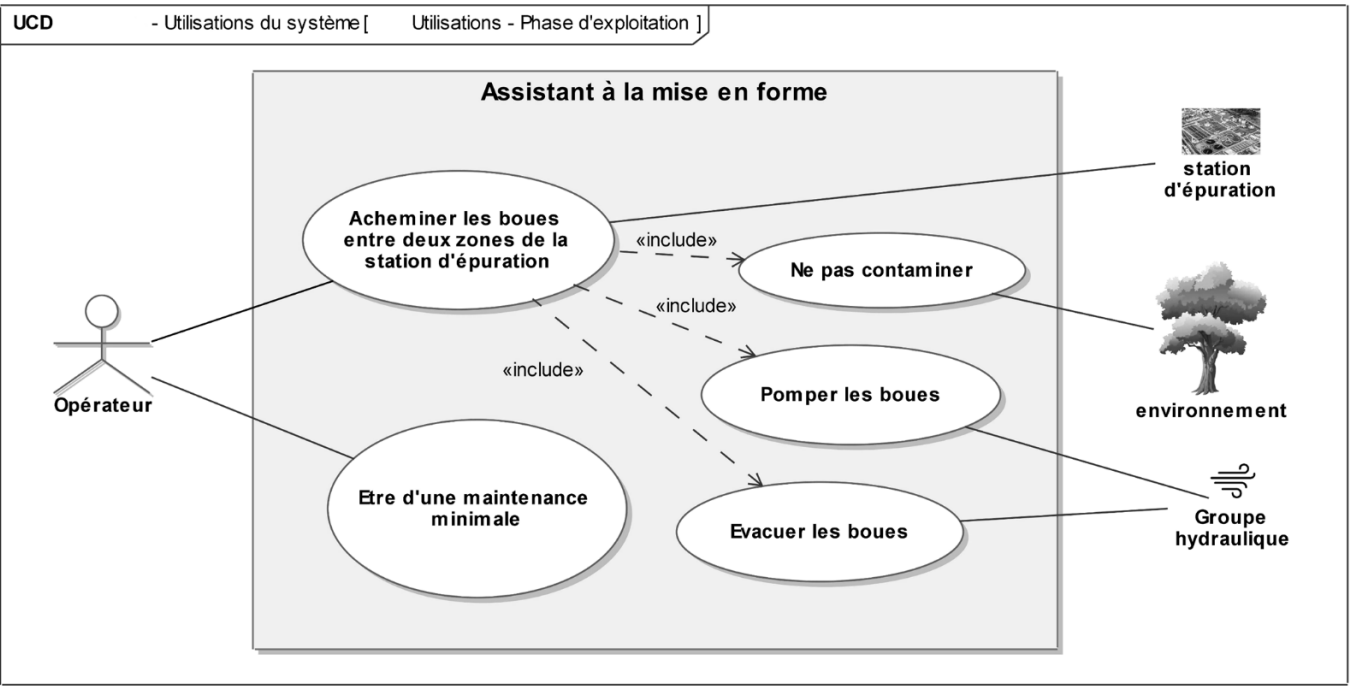 UCD - Utilisations du système [ Utilisations - Phase d'exploitation ]
Assistant à la mise en forme
station
d'épuration
Acheminer les boues
entre deux zones de la
station d'épuration
«include»
Ne pas contaminer
«include»
«include»
Pomper les boues
Opérateur
environnement
Etre d'une maintenance
minimale
Evacuer les boues
Groupe
hydraulique